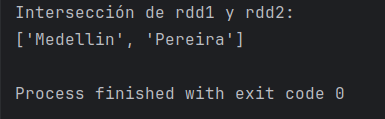 Intersección de rdd1 y rdd2:
['Medellin', 'Pereira']
Process finished with exit code 0